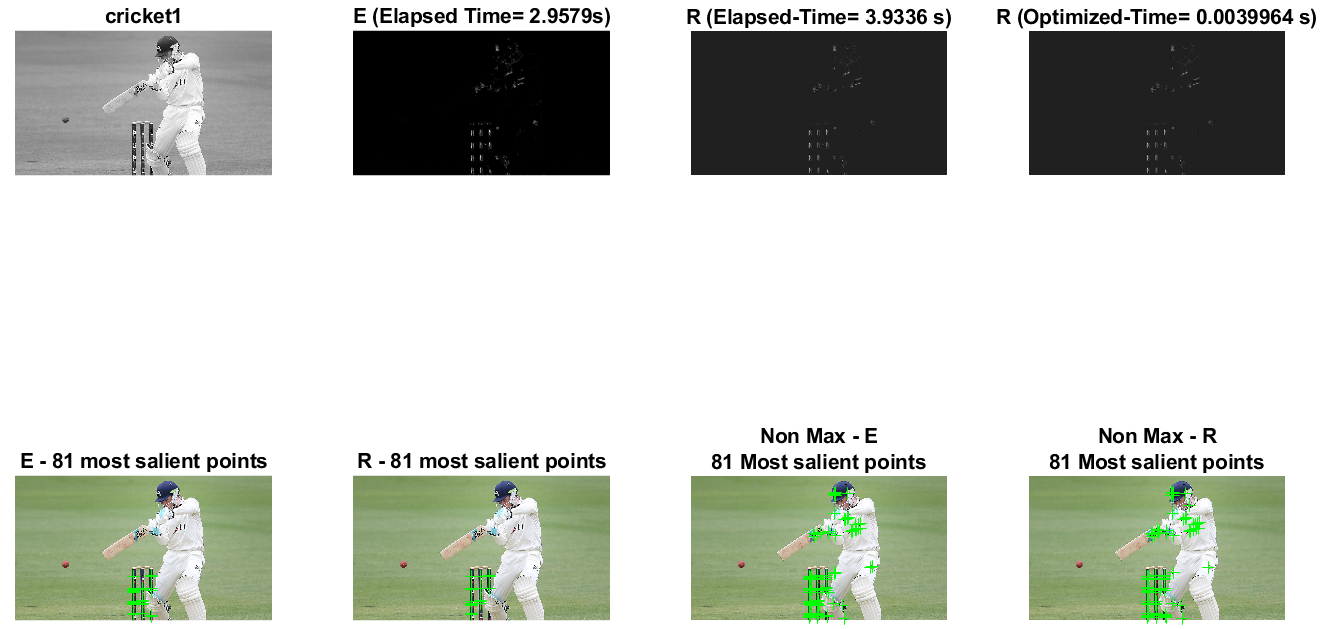 cricket1
E (Elapsed Time= 2.9579s)
R (Elapsed-Time= 3.9336 s)
R (Optimized-Time= 0.0039964 s)
E - 81 most salient points
R - 81 most salient points
Non Max - E
81 Most salient points
Non Max - R
81 Most salient points